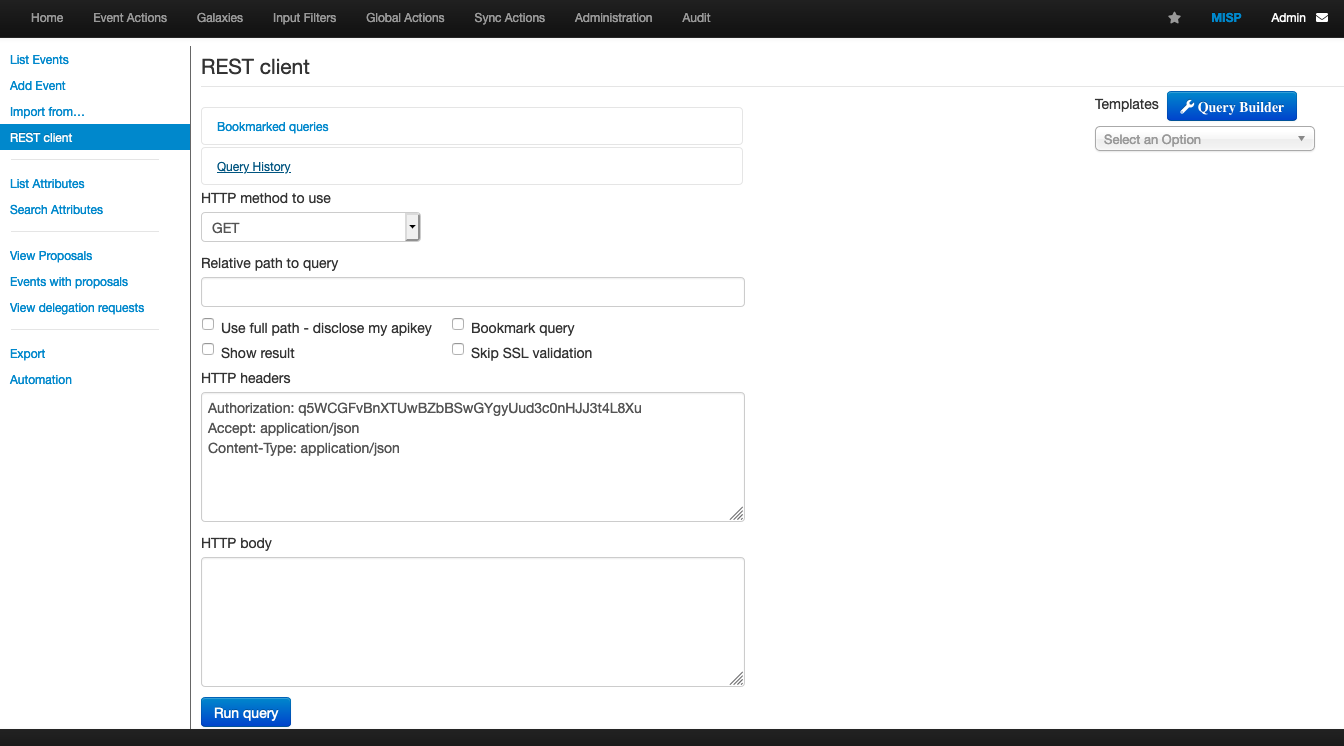 Home Event Actions Galaxies Input Filters Global Actions Sync Actions Administration Audit MISP Admin
List Events
Add Event
Import from...
REST client
List Attributes
Search Attributes
View Proposals
Events with proposals
View delegation requests
Export
Automation
REST client
Templates Query Builder
Select an Option
Bookmarked queries
Query History
HTTP method to use
GET
Relative path to query
Use full path - disclose my apikey Bookmark query
Show result Skip SSL validation
HTTP headers
Authorization: q5WCGFvBnXTUwBZbBSwGYgyUud3c0nHJJ3t4L8Xu
Accept: application/json
Content-Type: application/json
HTTP body
Run query